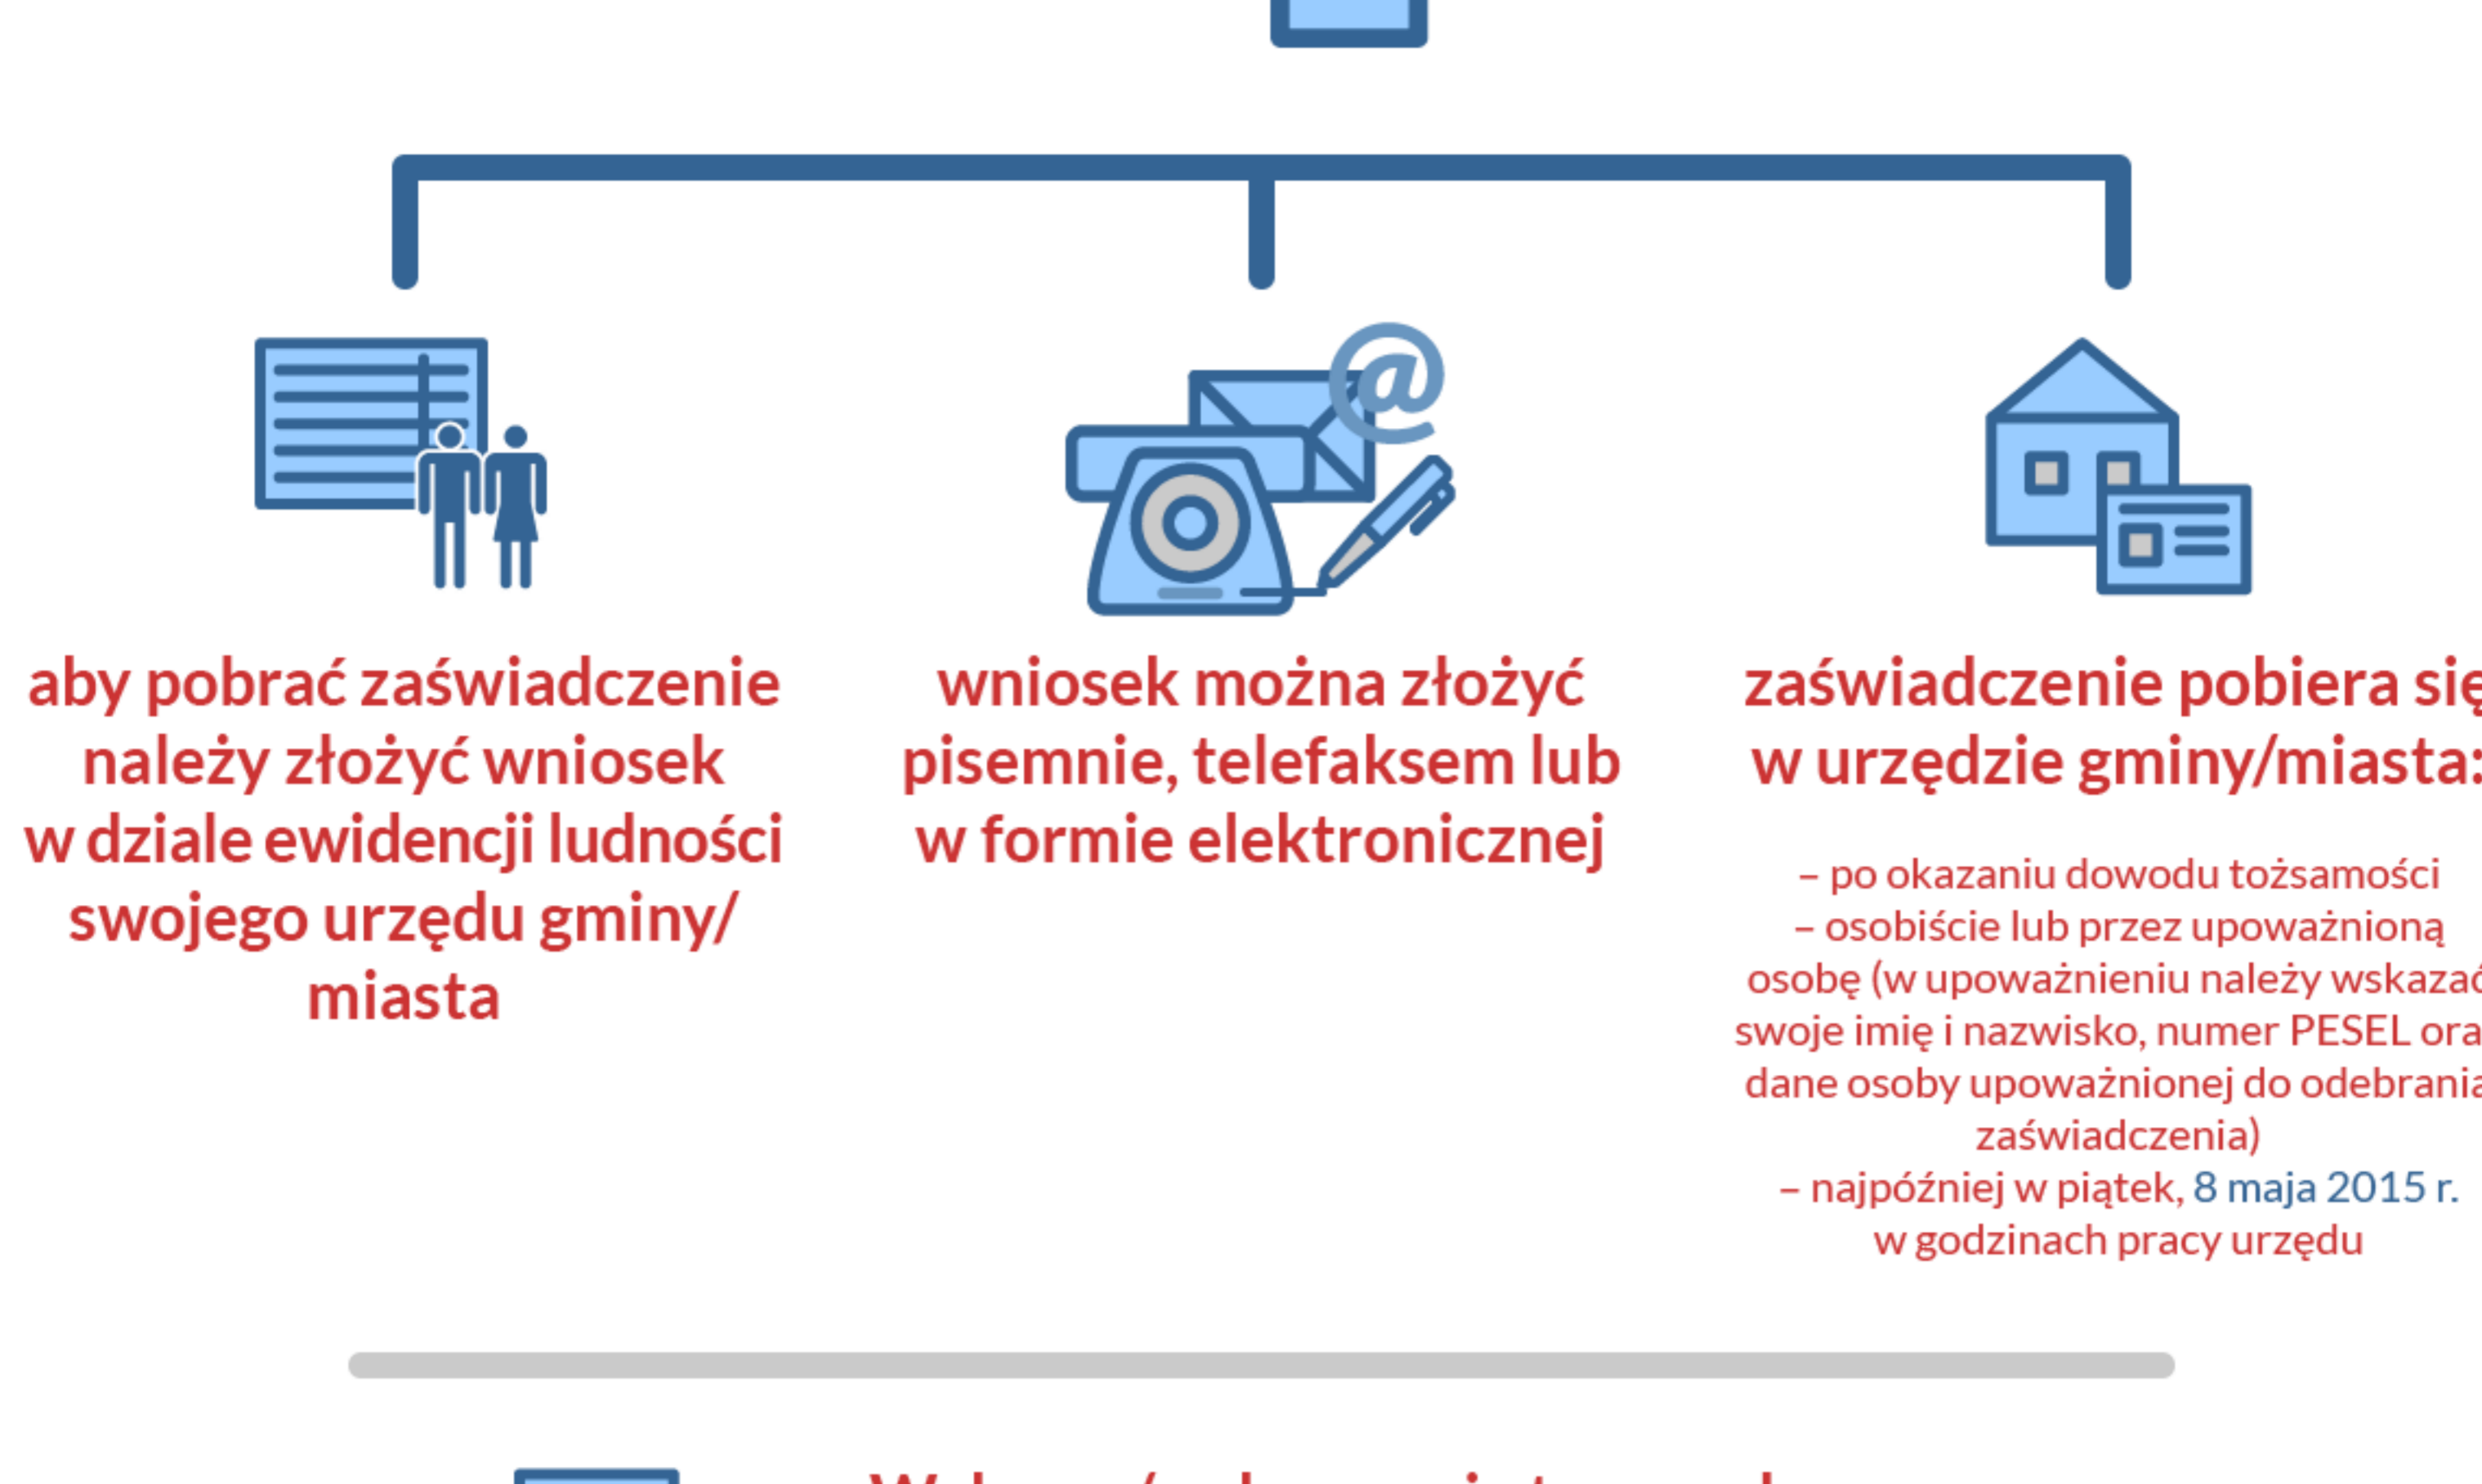 @
aby pobrać zaświadczenie
należy złożyć wniosek
w dziale ewidencji ludności
swojego urzędu gminy/
miasta
wniosek można złożyć
pisemnie, telefaksem lub
w formie elektronicznej
zaświadczenie pobiera się
w urzędzie gminy/miasta:
– po okazaniu dowodu tożsamości
– osobiście lub przez upoważnioną
osobę (w upoważnieniu należy wskazać
swoje imię i nazwisko, numer PESEL
dane osoby upoważnionej do odebrania
zaświadczenia)
– najpóźniej w piątek, 8 maja 2015 r.
w godzinach pracy urzędu